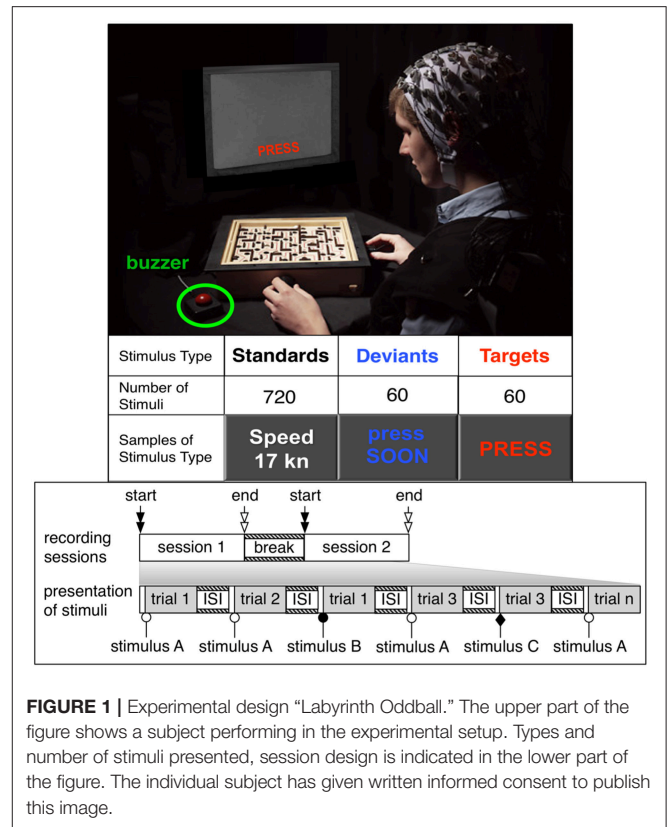 PRESS
buzzer
Stimulus Type Standards Deviants Targets
Number of
Stimuli 720 60 60
Samples of
Stimulus Type Speed
17 kn press
SOON PRESS
start end start end
recording
sessions session 1 break session 2
presentation
of stimuli trial 1 ISI trial 2 ISI trial 1 ISI trial 3 ISI trial 3 ISI trial n
stimulus A stimulus A stimulus B stimulus A stimulus C stimulus A
FIGURE 1 | Experimental design “Labyrinth Oddball.” The upper part of the
figure shows a subject performing in the experimental setup. Types and
number of stimuli presented, session design is indicated in the lower part of
the figure. The individual subject has given written informed consent to publish
this image.